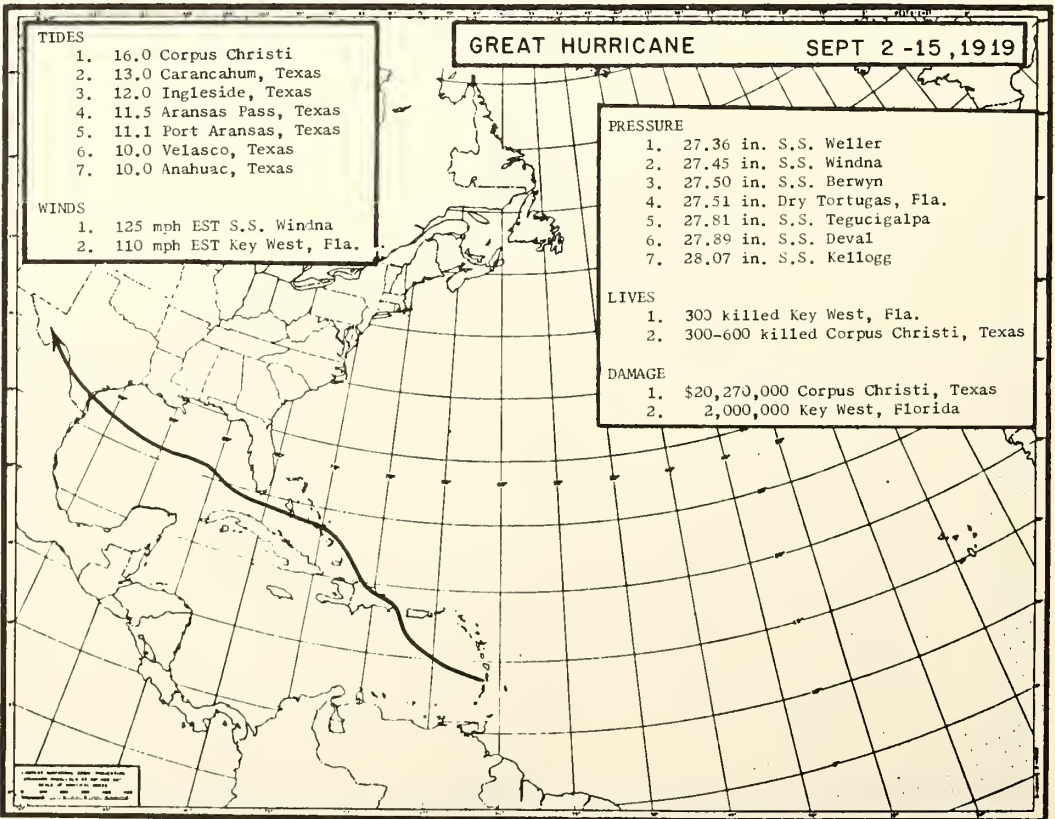 TIDES
1. 16.0 Corpus Christi
2. 13.0 Carancahum, Texas
3. 12.0 Ingleside, Texas
4. 11.5 Aransas Pass, Texas
5. 11.1 Port Aransas, Texas
6. 10.0 Velasco, Texas
7. 10.0 Anahuac, Texas
WINDS
1. 125 mph EST S.S. Windna
2. 110 mph EST Key West, Fla.
GREAT HURRICANE SEPT 2-15, 1919
PRESSURE
1. 27.36 in. S.S. Weller
2. 27.45 in. S.S. Windna
3. 27.50 in. S.S. Berwyn
4. 27.51 in. Dry Tortugas, Fla.
5. 27.81 in. S.S. Tegucigalpa
6. 27.89 in. S.S. Deval
7. 28.07 in. S.S. Kellogg
LIVES
1. 300 killed Key West, Fla.
2. 300-600 killed Corpus Christi, Texas
DAMAGE
1. $20,270,000 Corpus Christi, Texas
2. 2,000,000 Key West, Florida